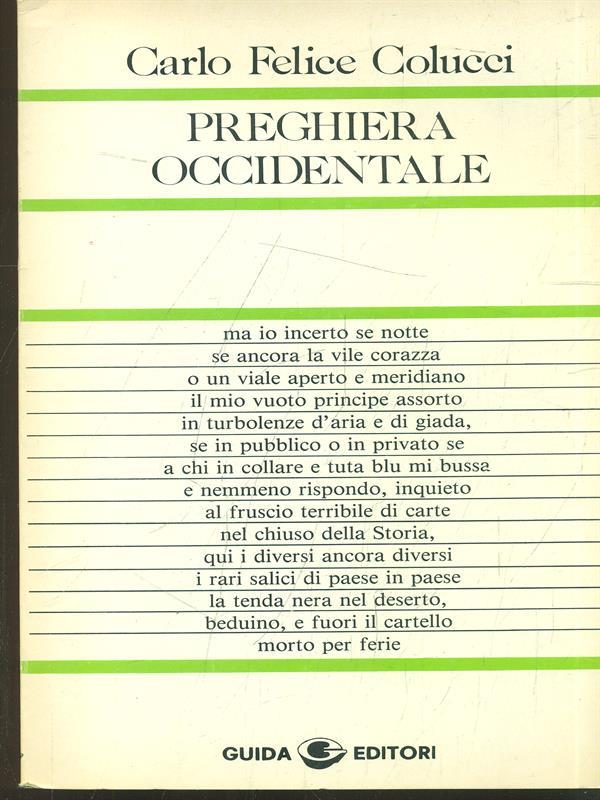 Carlo Felice Colucci
PREGHIERA
OCCIDENTALE
ma io incerto se notte
se ancora la vile corazza
o un viale aperto e meridiano
il mio vuoto principe assorto
in turbolenze d'aria e di giada,
se in pubblico o in privato se
a chi in collare e tuta blu mi bussa
e nemmeno rispondo, inquieto
al fruscio terribile di carte
nel chiuso della Storia,
qui i diversi ancora diversi
i rari salici di paese in paese
la tenda nera nel deserto,
beduino, e fuori il cartello
morto per ferie
GUIDA EDITORI